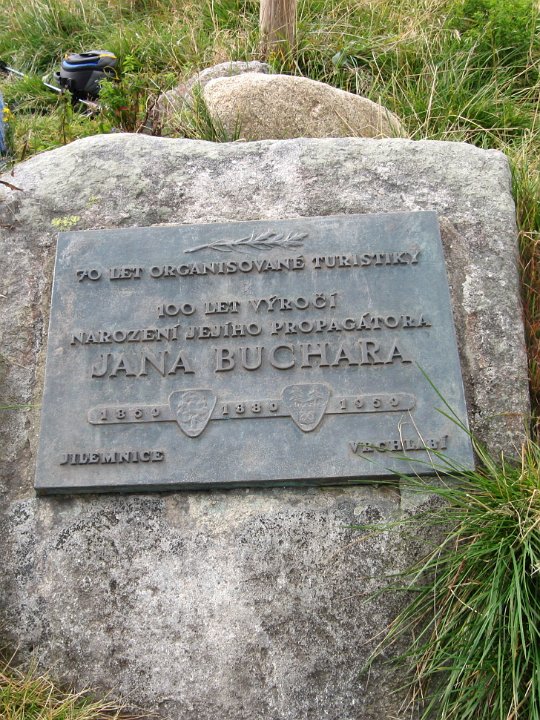 70 LET ORGANISOVANÉ TURISTIKY
100 LET VÝROČÍ
NAROZENÍ JEJÍHO PROPAGÁTORA
JANA BUCHARA
1859 1889 1959
JILEMNICE VRCHLABÍ